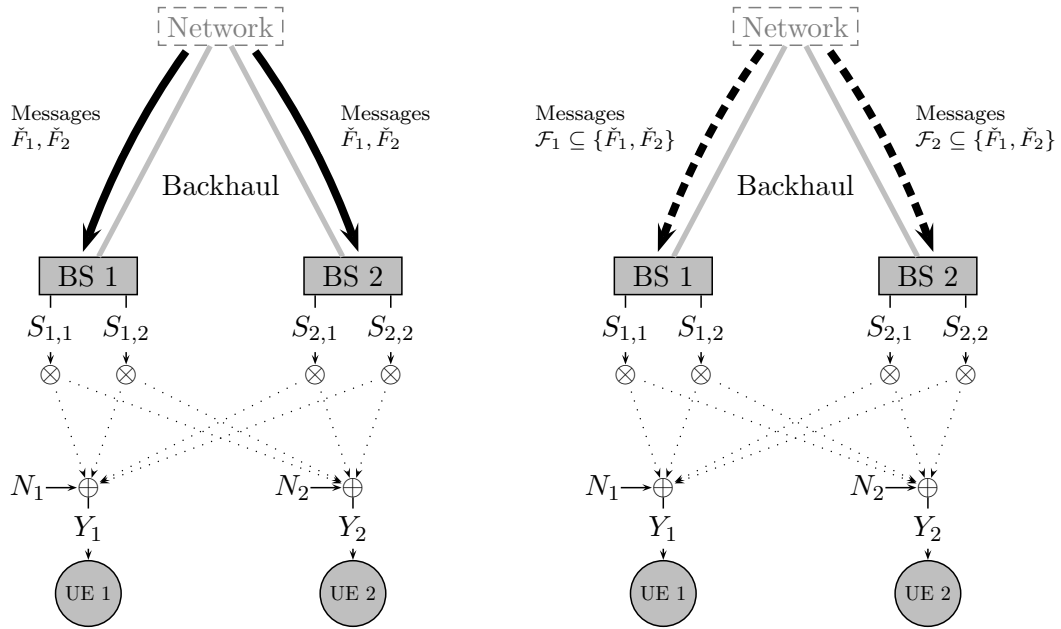 Network
Messages
F̌₁, F̌₂
Messages
F̌₁, F̌₂
Backhaul
BS 1
BS 2
S₁,₁
S₁,₂
S₂,₁
S₂,₂
⊗
⊗
⊗
⊗
N₁
⊕
N₂
⊕
Y₁
Y₂
UE 1
UE 2
Network
Messages
ℱ₁ ⊆ {F̌₁, F̌₂}
Messages
ℱ₂ ⊆ {F̌₁, F̌₂}
Backhaul
BS 1
BS 2
S₁,₁
S₁,₂
S₂,₁
S₂,₂
⊗
⊗
⊗
⊗
N₁
⊕
N₂
⊕
Y₁
Y₂
UE 1
UE 2